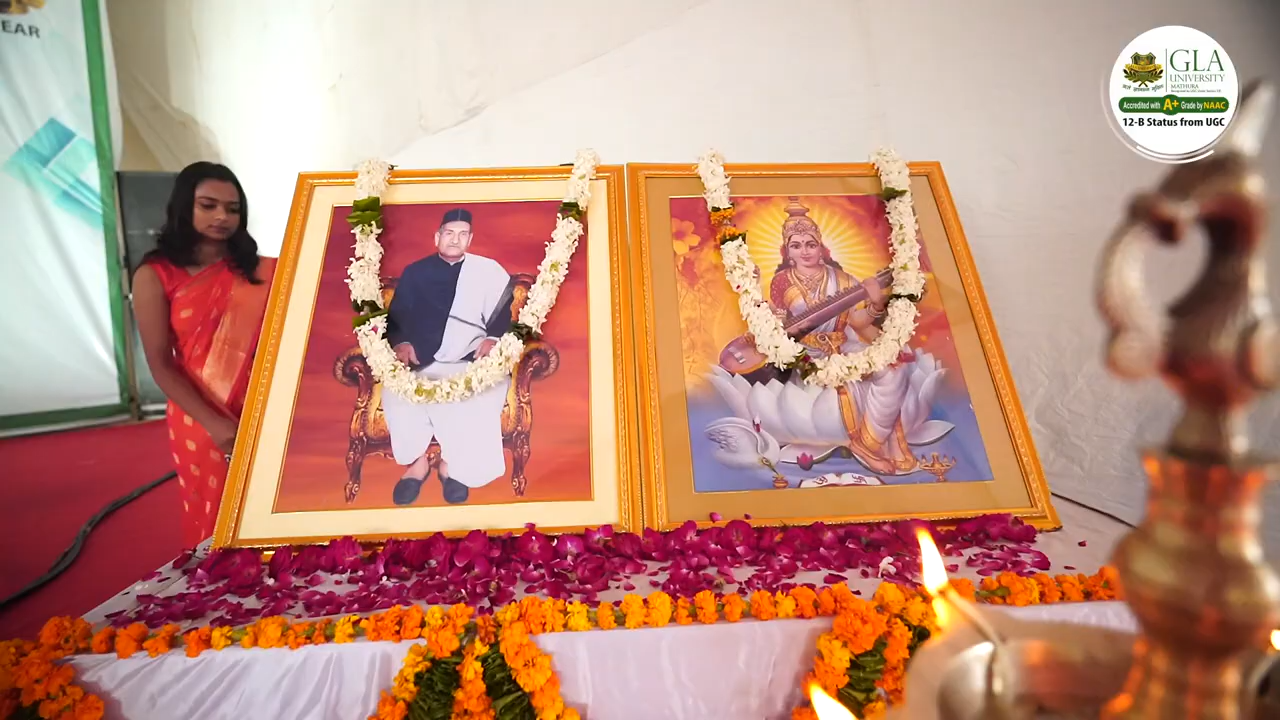 EAR
GLA
UNIVERSITY
MATHURA
Accredited with A+ Grade by NAAC
12-B Status from UGC